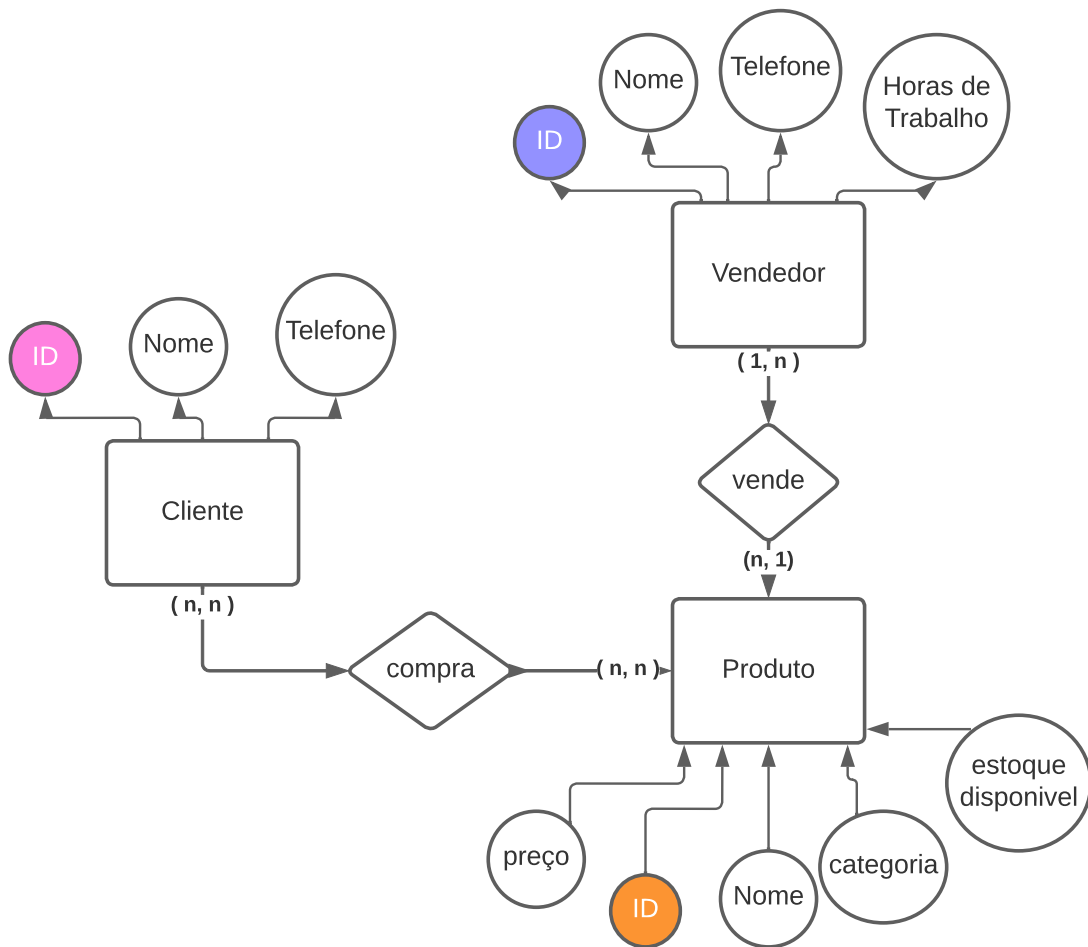 Nome
Telefone
Horas de
Trabalho
ID
Vendedor
( 1, n )
ID
Nome
Telefone
Cliente
( n, n )
vende
(n, 1)
compra
( n, n )
Produto
estoque
disponivel
preço
ID
Nome
categoria